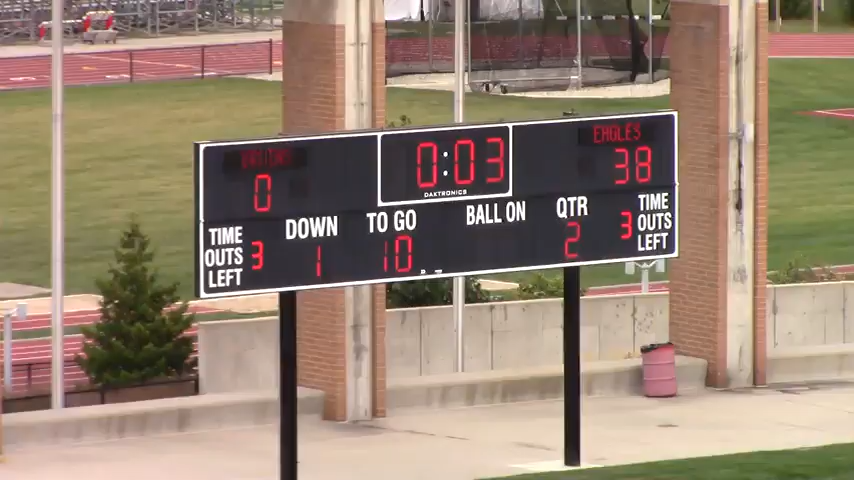 EAGLES
0 0:03 38
DAKTRONICS
DOWN TO GO BALL ON QTR
TIME OUTS LEFT 3 1 10 2 3 TIME OUTS LEFT